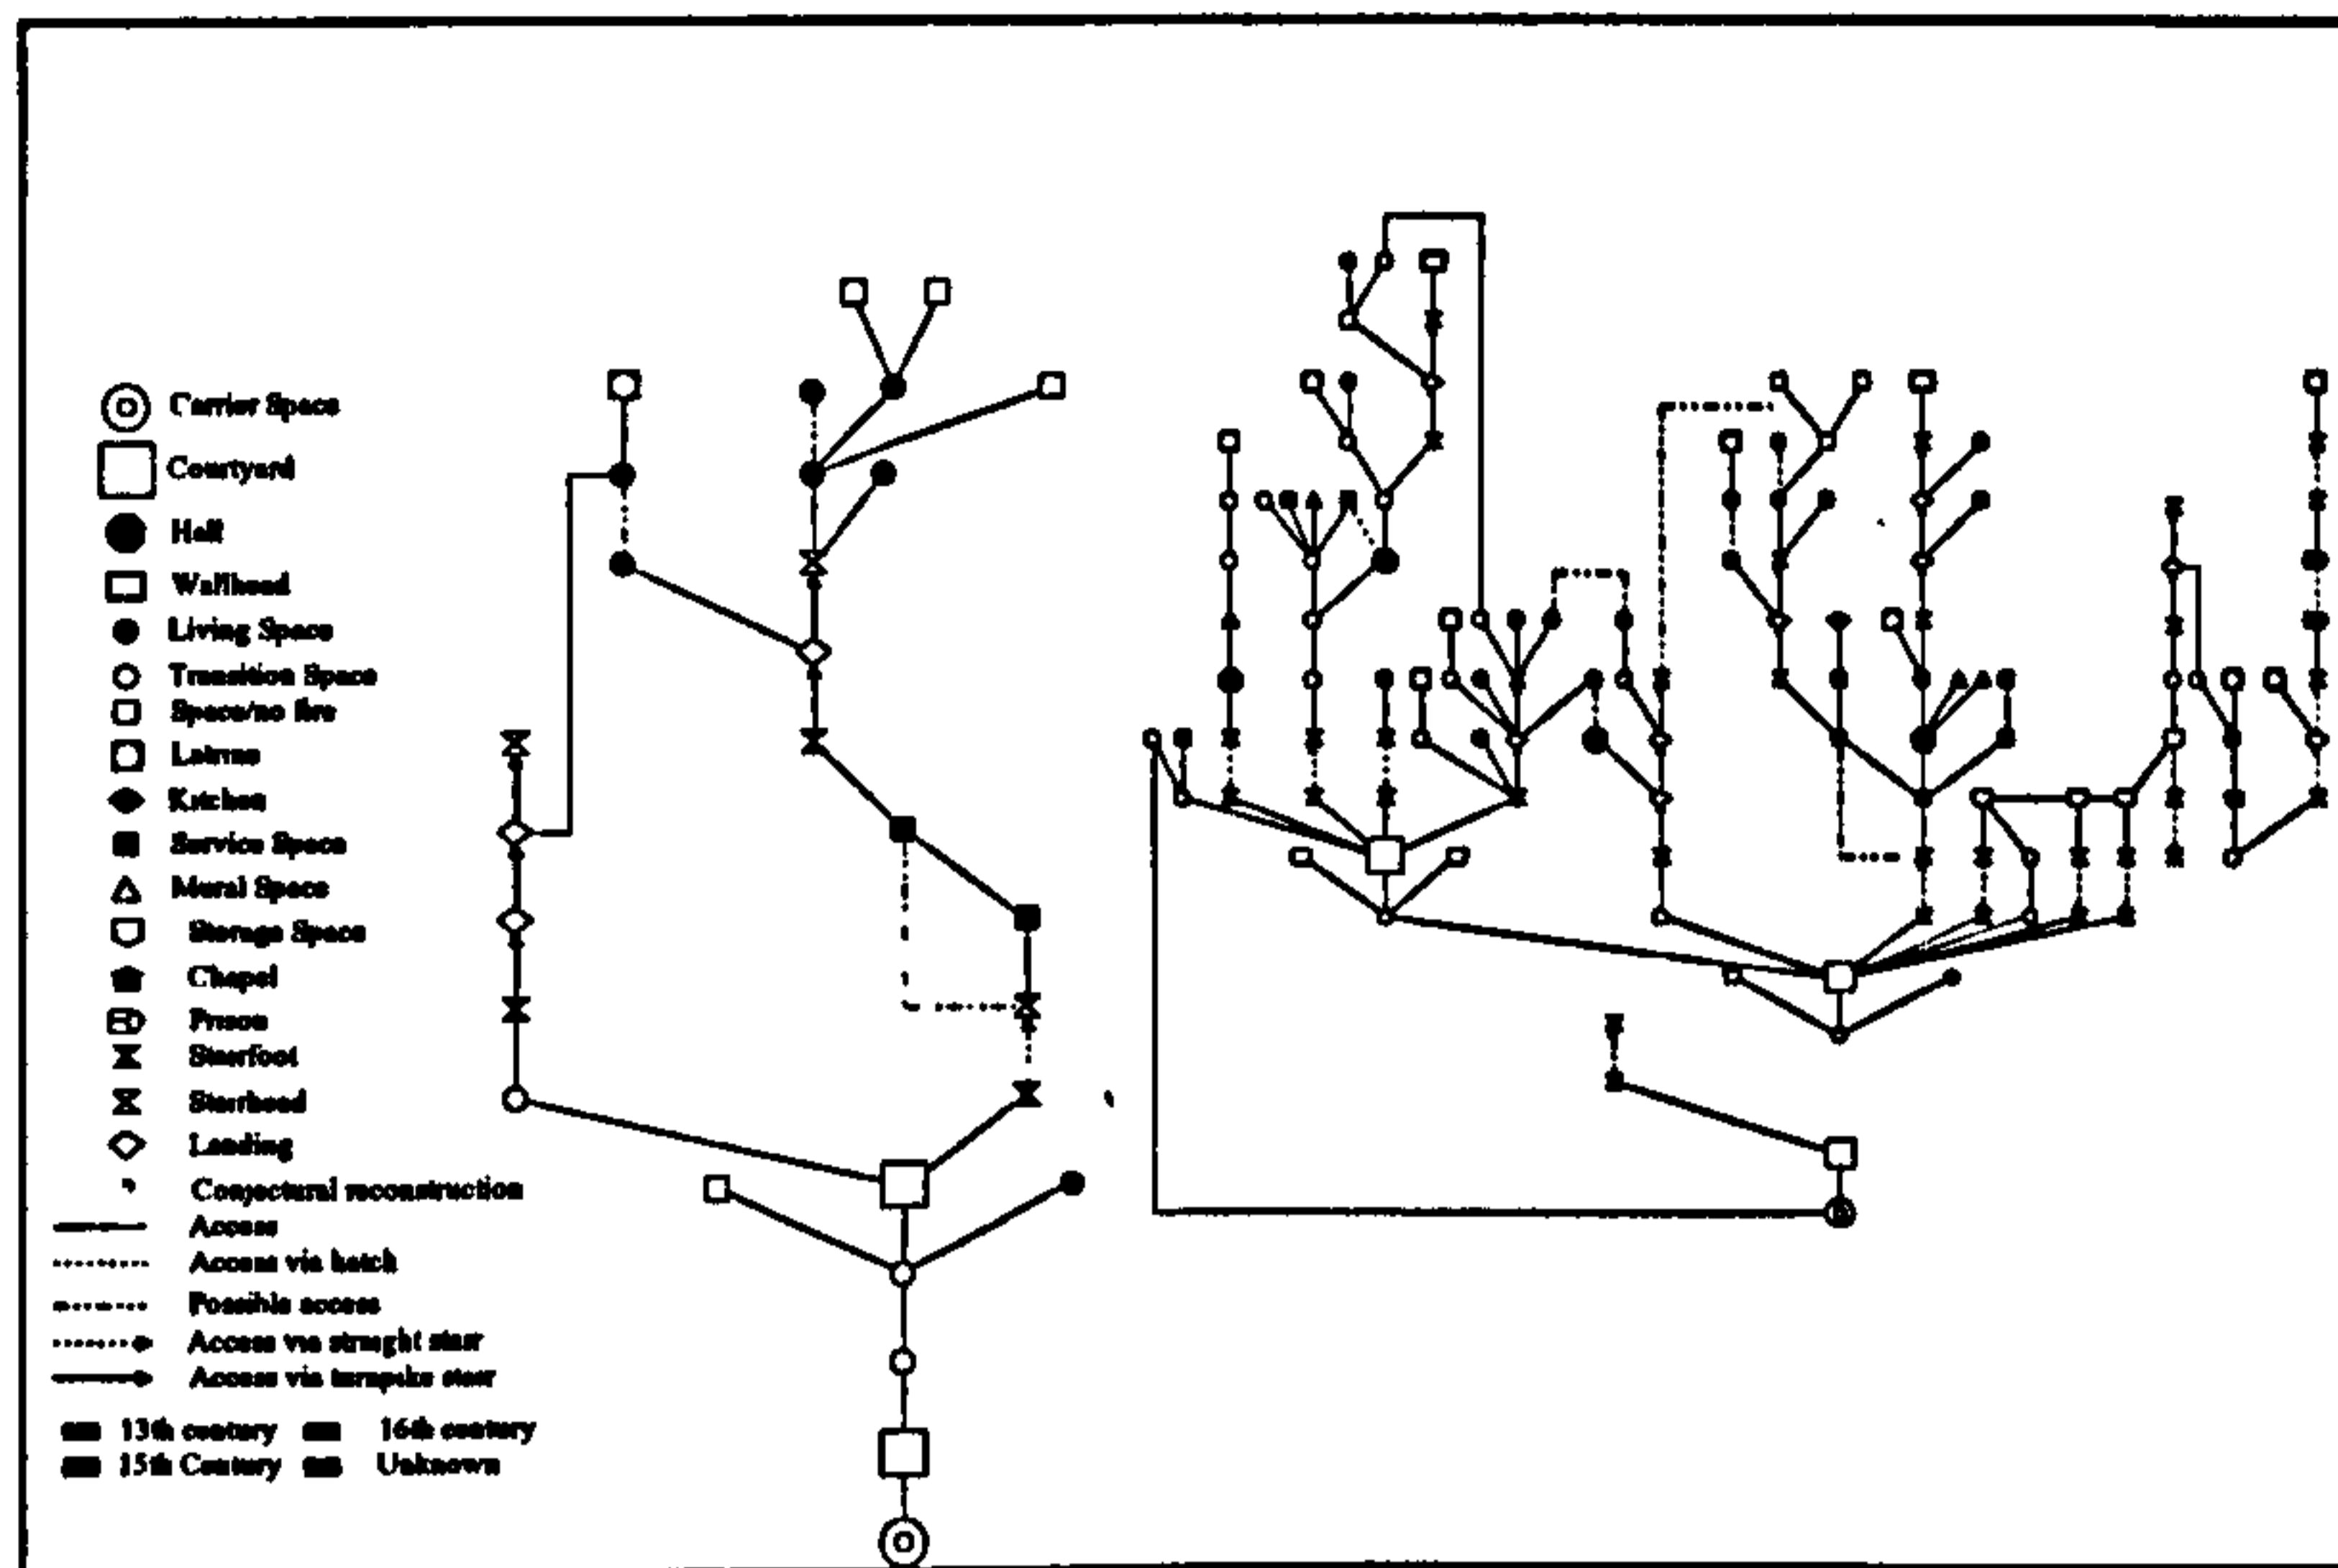 Carrier Space
Courtyard
Hall
Wallhead
Living Space
Transition Space
Space/no fire
Latrine
Kitchen
Service Space
Mural Space
Storage Space
Chapel
Prison
Stairfoot
Stairhead
Landing
Conjectural reconstruction
Access
Access via hatch
Possible access
Access via straight stair
Access via turnpike stair
13th century 16th century
15th Century Unknown